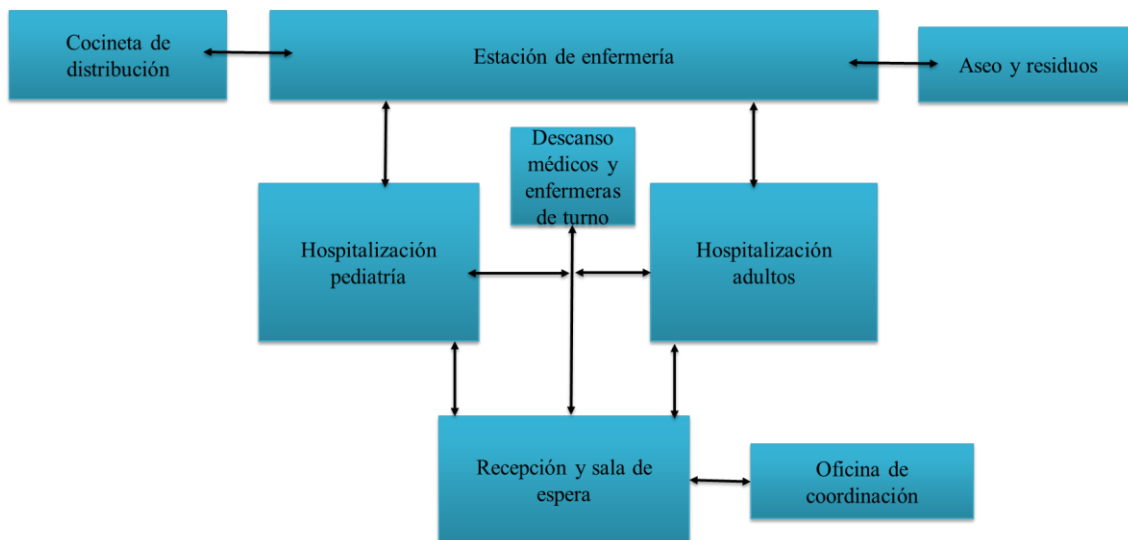 Cocineta de
distribución
Estación de enfermería
Aseo y residuos
Descanso
médicos y
enfermeras
de turno
Hospitalización
pediatría
Hospitalización
adultos
Recepción y sala de
espera
Oficina de
coordinación